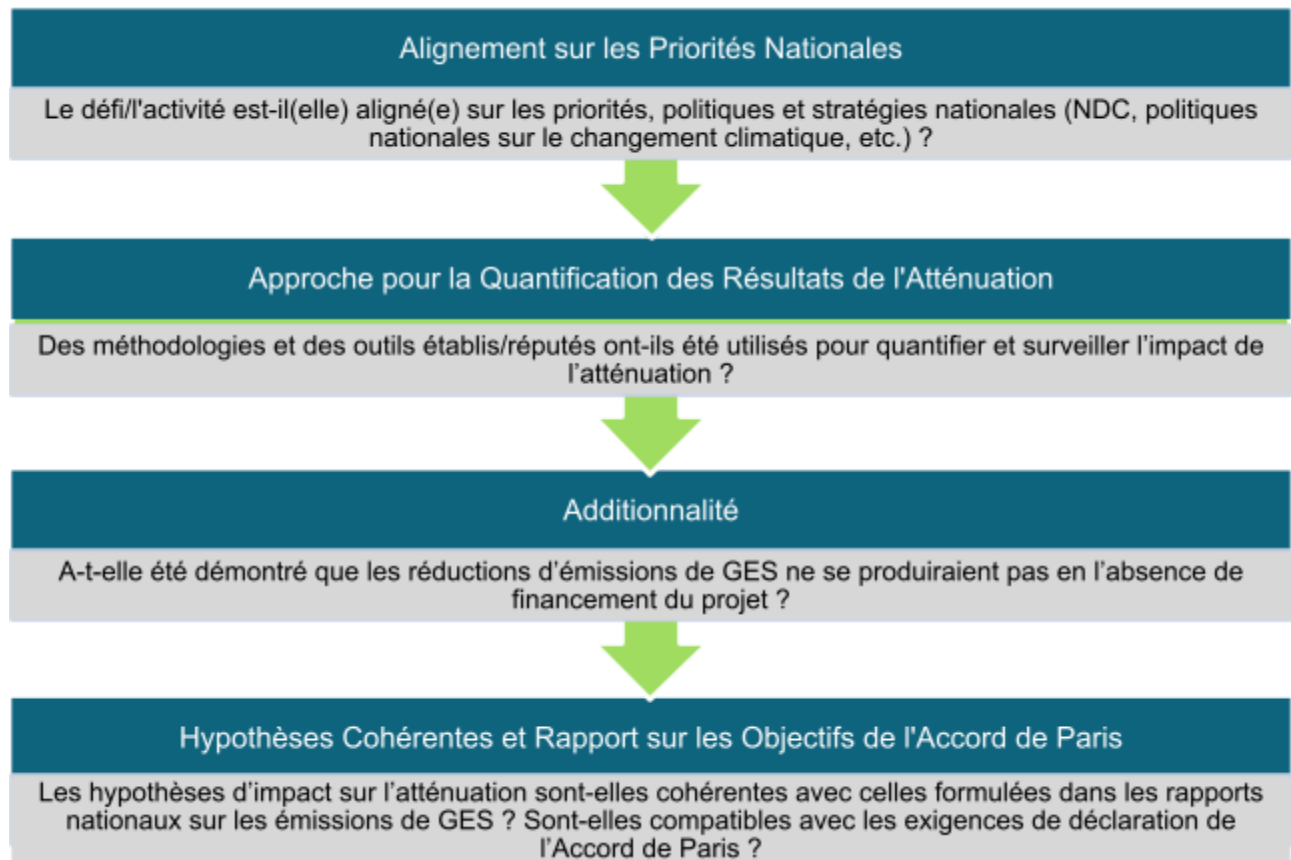 Alignement sur les Priorités Nationales
Le défi/l'activité est-il(elle) aligné(e) sur les priorités, politiques et stratégies nationales (NDC, politiques
nationales sur le changement climatique, etc.) ?
Approche pour la Quantification des Résultats de l'Atténuation
Des méthodologies et des outils établis/réputés ont-ils été utilisés pour quantifier et surveiller l’impact de
l’atténuation ?
Additionnalité
A-t-elle été démontré que les réductions d’émissions de GES ne se produiraient pas en l’absence de
financement du projet ?
Hypothèses Cohérentes et Rapport sur les Objectifs de l'Accord de Paris
Les hypothèses d’impact sur l’atténuation sont-elles cohérentes avec celles formulées dans les rapports
nationaux sur les émissions de GES ? Sont-elles compatibles avec les exigences de déclaration de
l’Accord de Paris ?